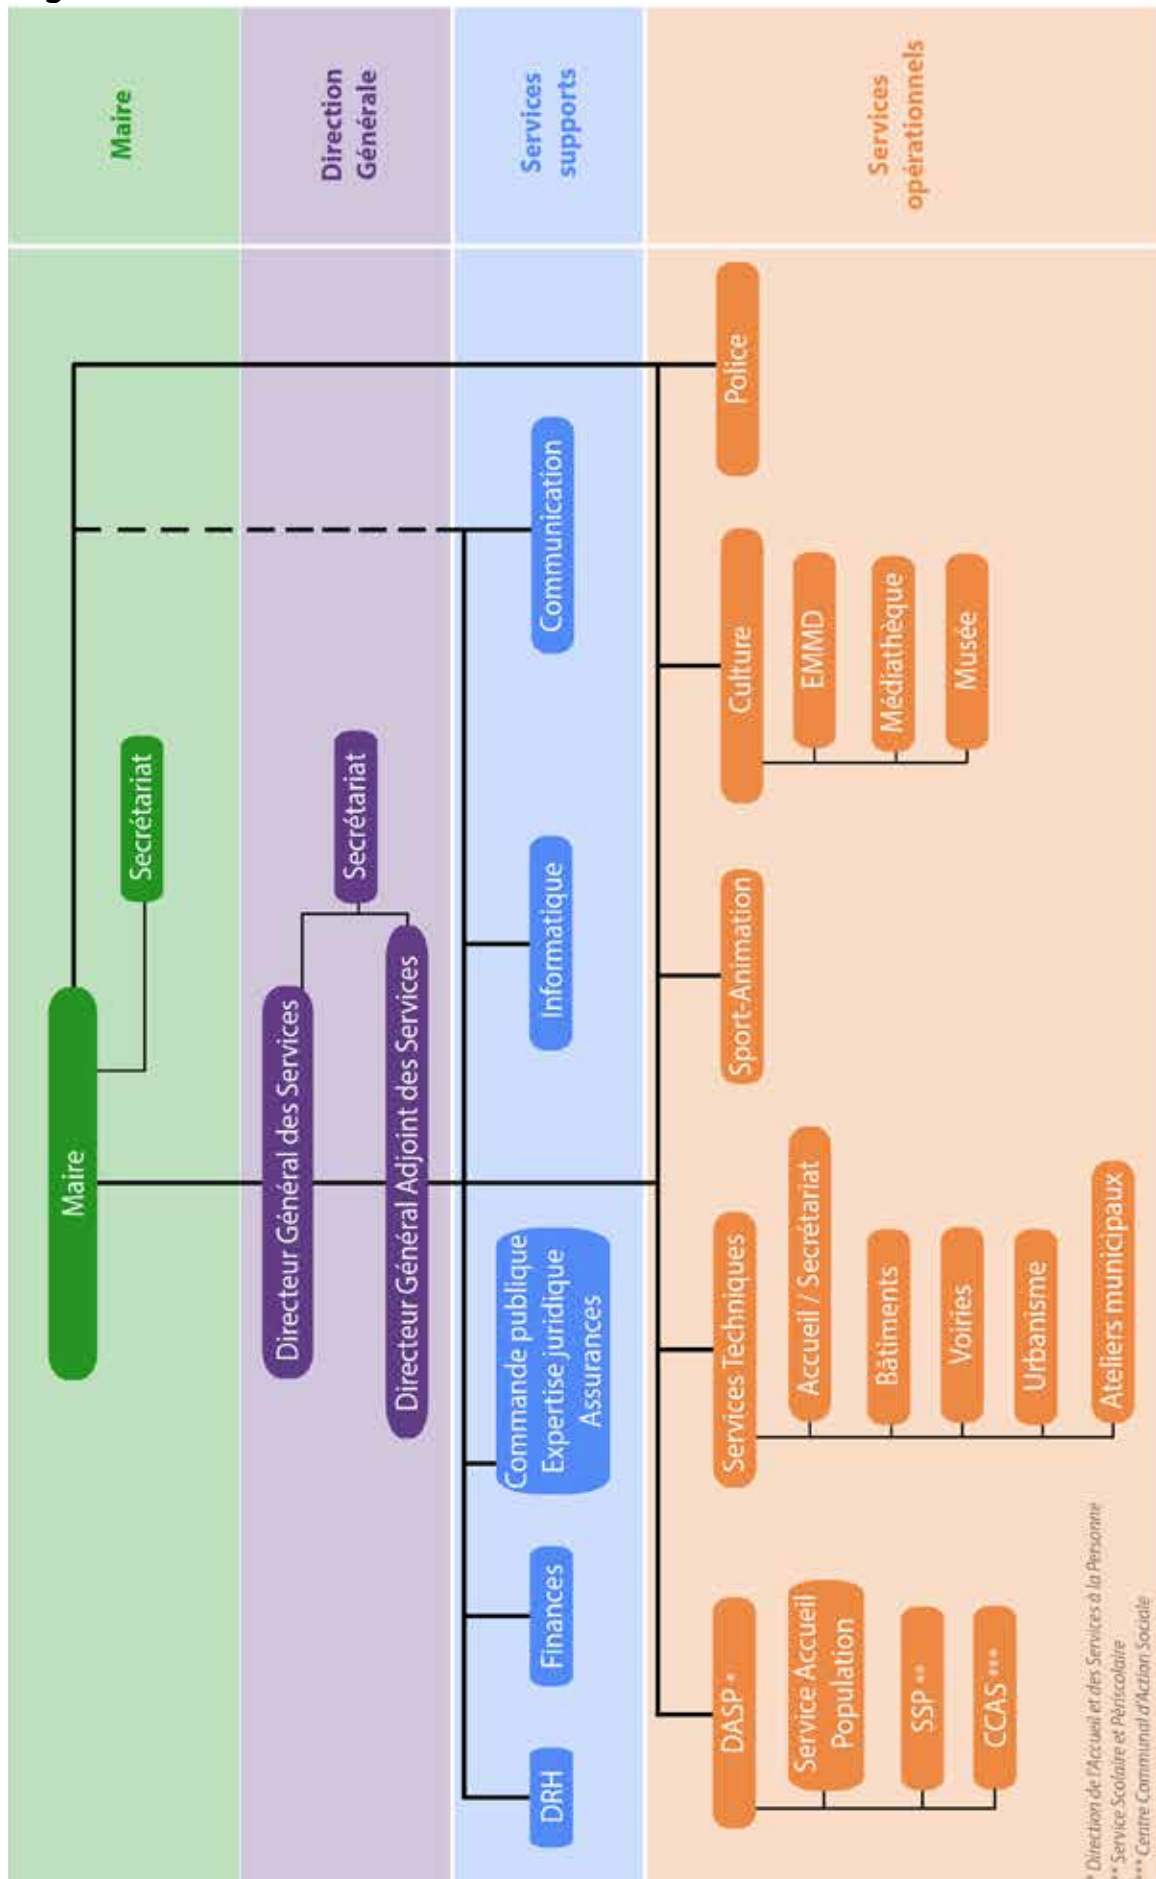 Maire
Direction
Générale
Services
supports
Services
opérationnels
Maire
Secrétariat
Directeur Général des Services
Secrétariat
Directeur Général Adjoint des Services
DRH
Finances
Commande publique
Expertise juridique
Assurances
Informatique
Communication
DASP *
Service Accueil
Population
SSP **
CCAS ***
Services Techniques
Accueil / Secrétariat
Bâtiments
Voiries
Urbanisme
Ateliers municipaux
Sport-Animation
Culture
EMMD
Médiathèque
Musée
Police
* Direction de l'Accueil et des Services à la Personne
** Service Scolaire et Périscolaire
*** Centre Communal d'Action Sociale